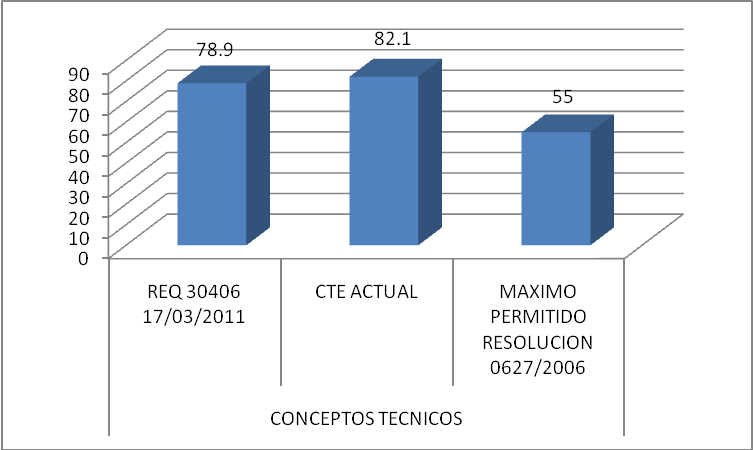 78.9
82.1
55
90
80
70
60
50
40
30
20
10
0
REQ 30406
17/03/2011
CTE ACTUAL
MAXIMO
PERMITIDO
RESOLUCION
0627/2006
CONCEPTOS TECNICOS